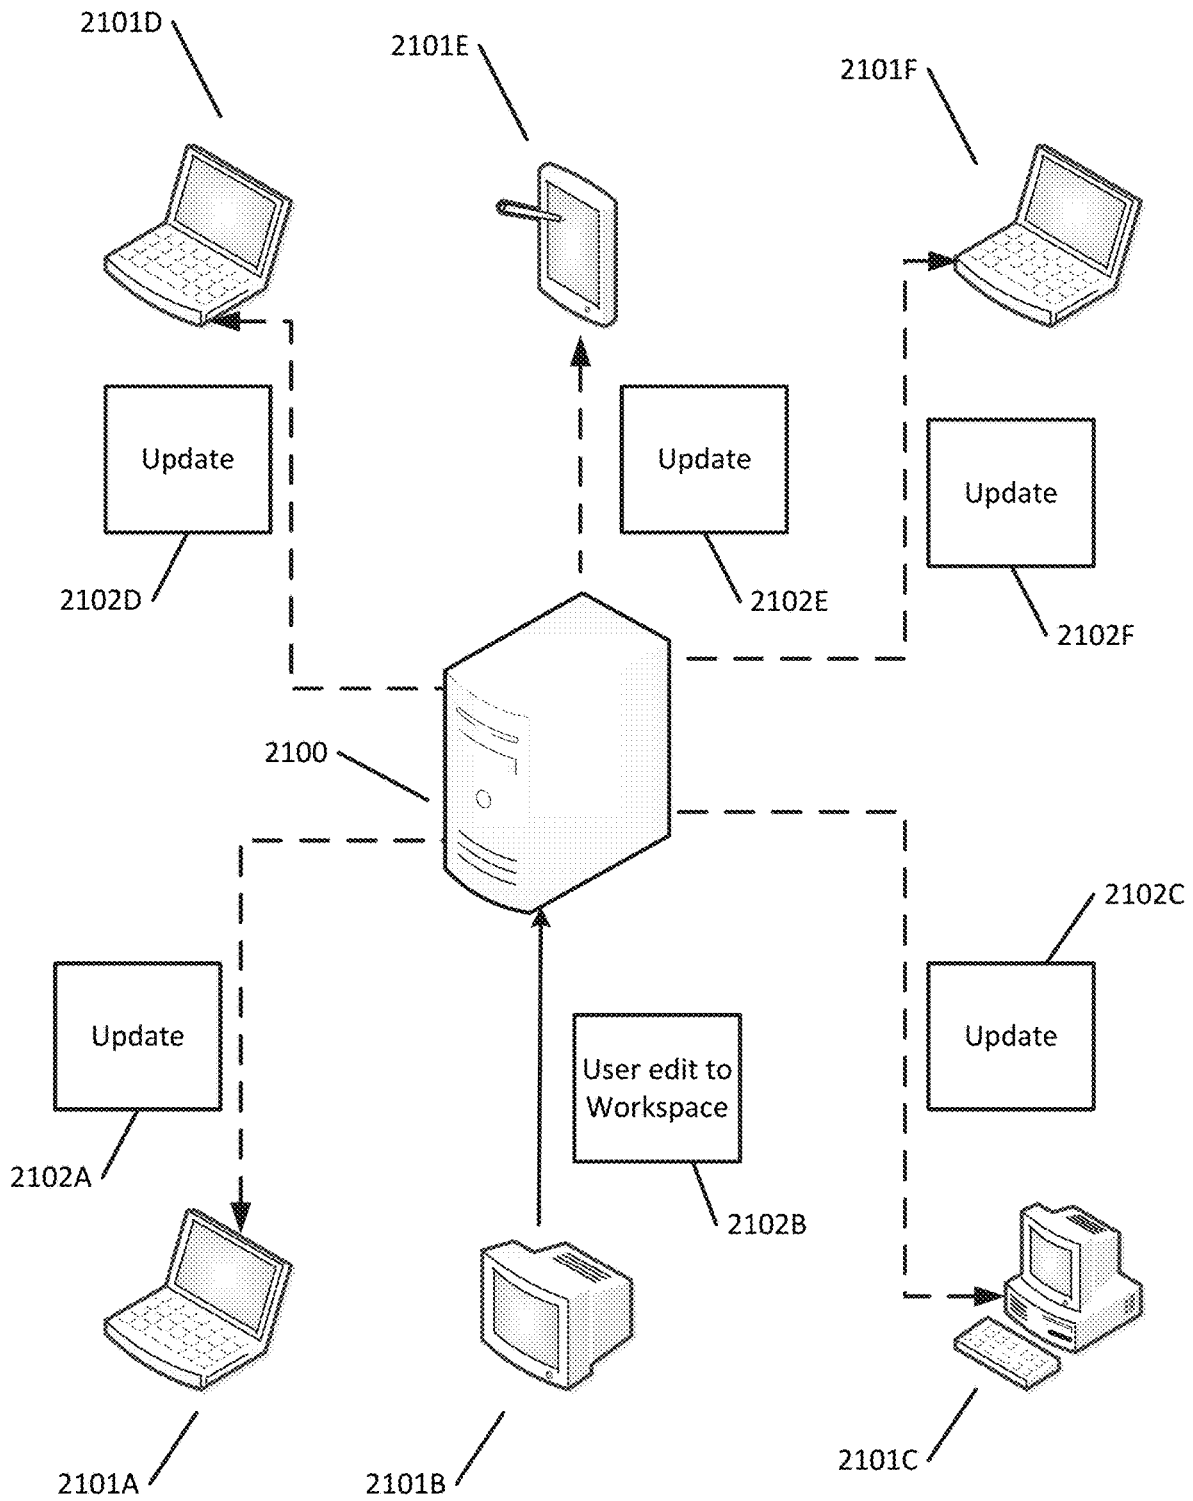 2101D
2101E
2101F
Update
Update
Update
2102D
2102E
2102F
2100
2102C
Update
Update
User edit to
Workspace
2102A
2102B
2101A
2101B
2101C